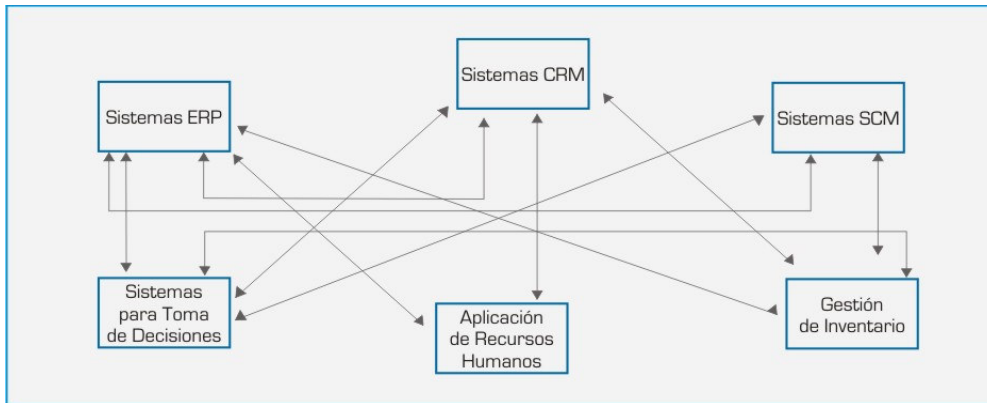 Sistemas CRM
Sistemas ERP
Sistemas SCM
Sistemas
para Toma
de Decisiones
Aplicación
de Recursos
Humanos
Gestión
de Inventario